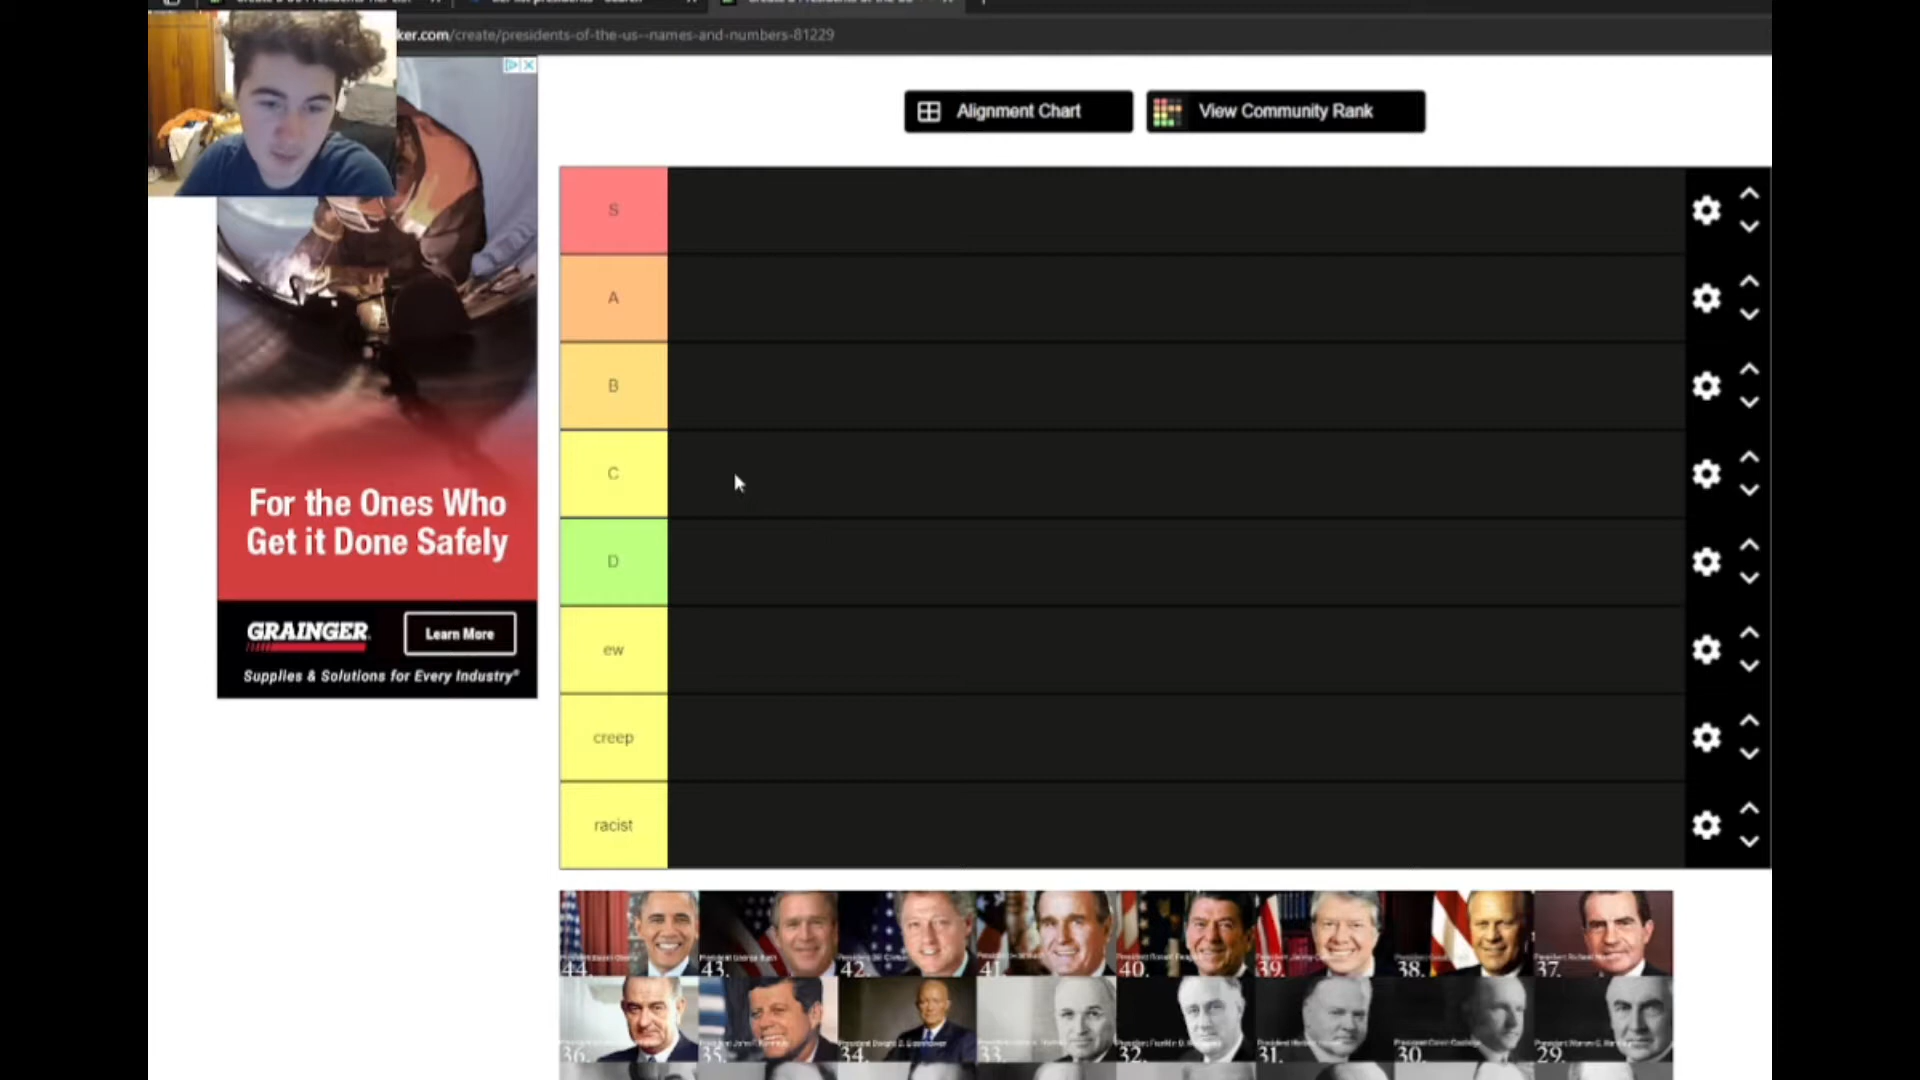 ker.com/create/presidents-of-the-us--names-and-numbers-81229
Alignment Chart
View Community Rank
S
A
B
C
D
ew
creep
racist
For the Ones Who
Get it Done Safely
GRAINGER
Learn More
Supplies & Solutions for Every Industry®
44.
43.
42.
41.
40.
39.
38.
37.
36.
35.
34.
33.
32.
31.
30.
29.